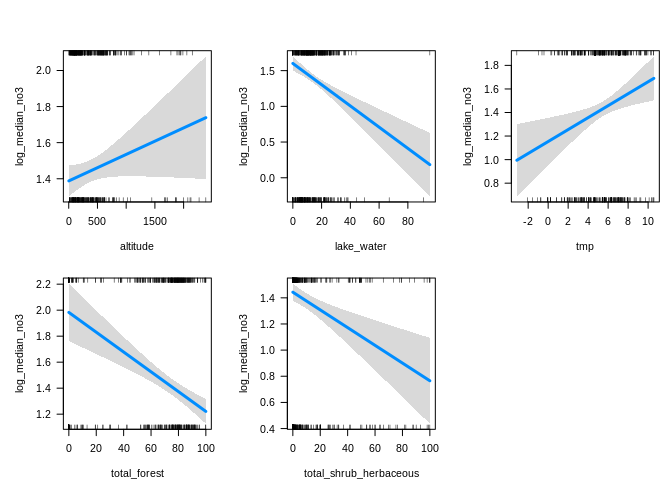 log_median_no3
2.0
1.8
1.6
1.4
0 500 1500
altitude
log_median_no3
1.5
1.0
0.5
0.0
0 20 40 60 80
lake_water
log_median_no3
1.8
1.6
1.4
1.2
1.0
0.8
-2 0 2 4 6 8 10
tmp
log_median_no3
2.2
2.0
1.8
1.6
1.4
1.2
0 20 40 60 80 100
total_forest
log_median_no3
1.4
1.2
1.0
0.8
0.6
0.4
0 20 40 60 80 100
total_shrub_herbaceous